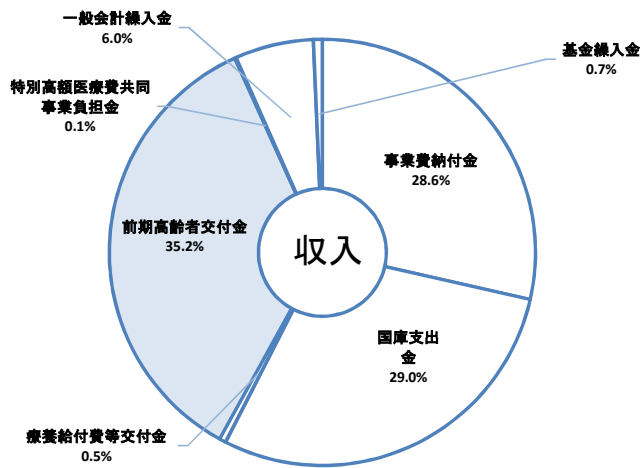 一般会計繰入金
6.0%
基金繰入金
0.7%
特別高額医療費共同
事業負担金
0.1%
事業費納付金
28.6%
前期高齢者交付金
35.2%
収入
国庫支出
金
29.0%
療養給付費等交付金
0.5%